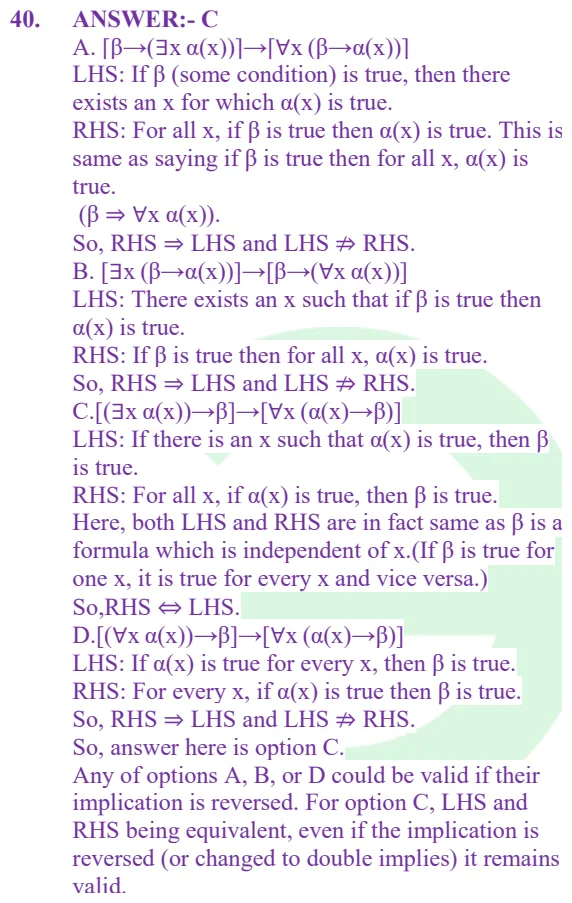 40. ANSWER:- C
A. [β→(∃x α(x))]→[∀x (β→α(x))]
LHS: If β (some condition) is true, then there
exists an x for which α(x) is true.
RHS: For all x, if β is true then α(x) is true. This is
same as saying if β is true then for all x, α(x) is
true.
(β ⇒ ∀x α(x)).
So, RHS ⇒ LHS and LHS ⇏ RHS.
B. [∃x (β→α(x))]→[β→(∀x α(x))]
LHS: There exists an x such that if β is true then
α(x) is true.
RHS: If β is true then for all x, α(x) is true.
So, RHS ⇒ LHS and LHS ⇏ RHS.
C.[(∃x α(x))→β]→[∀x (α(x)→β)]
LHS: If there is an x such that α(x) is true, then β
is true.
RHS: For all x, if α(x) is true, then β is true.
Here, both LHS and RHS are in fact same as β is a
formula which is independent of x.(If β is true for
one x, it is true for every x and vice versa.)
So,RHS ⇔ LHS.
D.[(∀x α(x))→β]→[∀x (α(x)→β)]
LHS: If α(x) is true for every x, then β is true.
RHS: For every x, if α(x) is true then β is true.
So, RHS ⇒ LHS and LHS ⇏ RHS.
So, answer here is option C.
Any of options A, B, or D could be valid if their
implication is reversed. For option C, LHS and
RHS being equivalent, even if the implication is
reversed (or changed to double implies) it remains
valid.